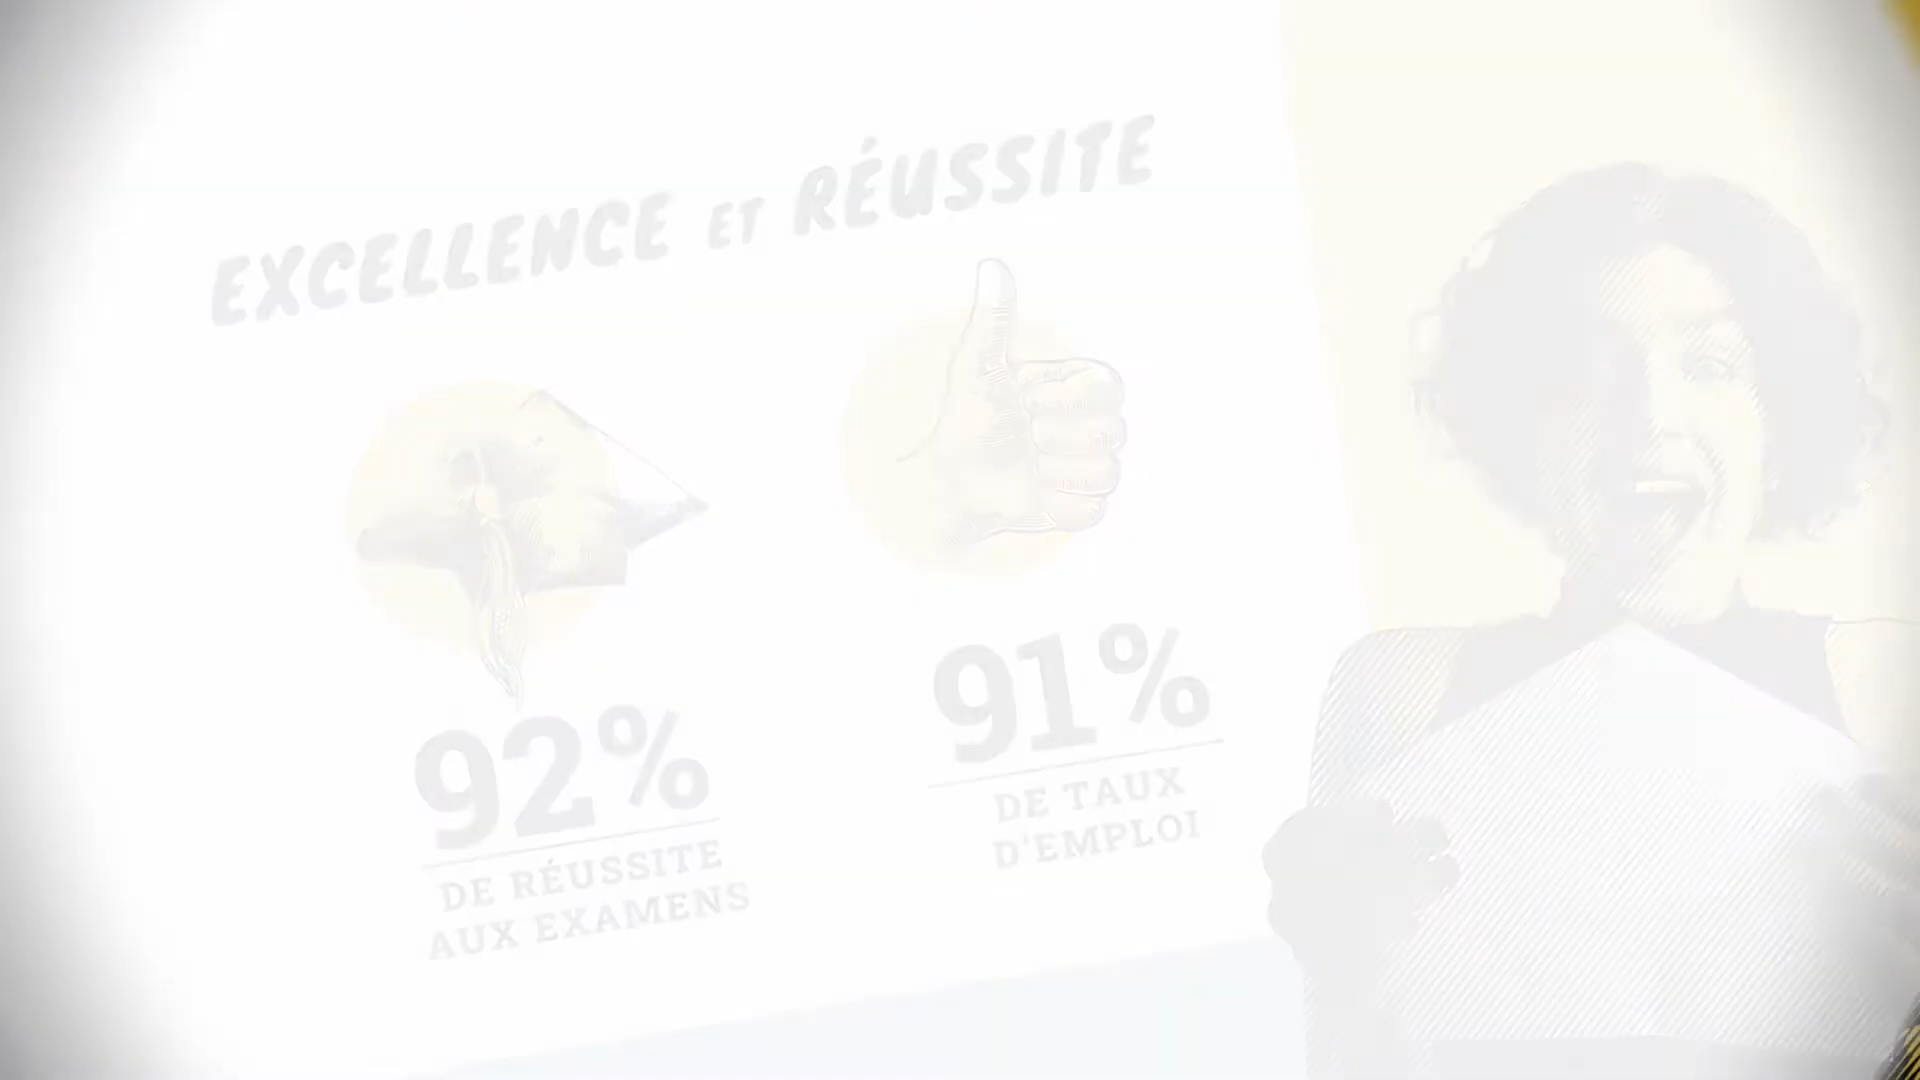 EXCELLENCE ET RÉUSSITE
92%
DE RÉUSSITE
AUX EXAMENS
91%
DE TAUX
D'EMPLOI